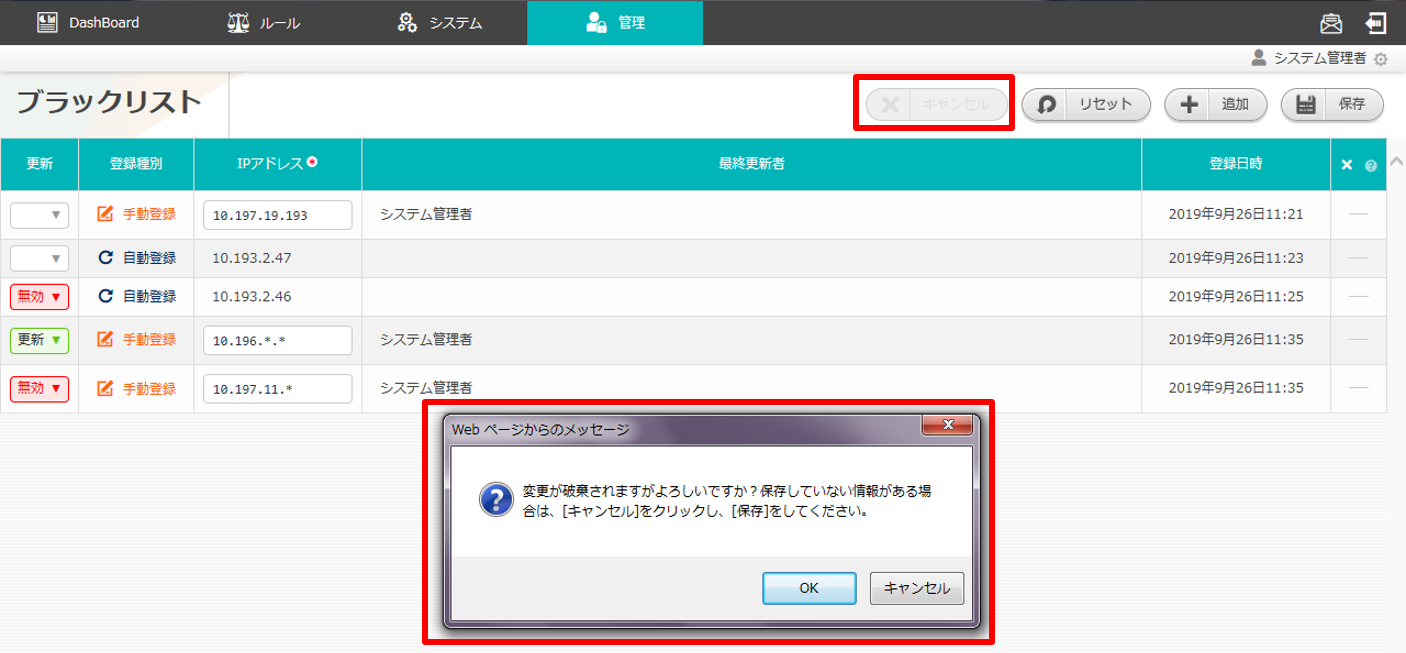 DashBoard ルール システム 管理
システム管理者
ブラックリスト キャンセル リセット 追加 保存
更新 登録種別 IPアドレス 最終更新者 登録日時
手動登録 10.197.19.193 システム管理者 2019年9月26日11:21
自動登録 10.193.2.47 2019年9月26日11:23
無効 自動登録 10.193.2.46 2019年9月26日11:25
更新 手動登録 10.196.*.* システム管理者 2019年9月26日11:35
無効 手動登録 10.197.11.* システム管理者 2019年9月26日11:35
Web ページからのメッセージ
変更が破棄されますがよろしいですか？保存していない情報がある場
合は、[キャンセル]をクリックし、[保存]をしてください。
OK キャンセル